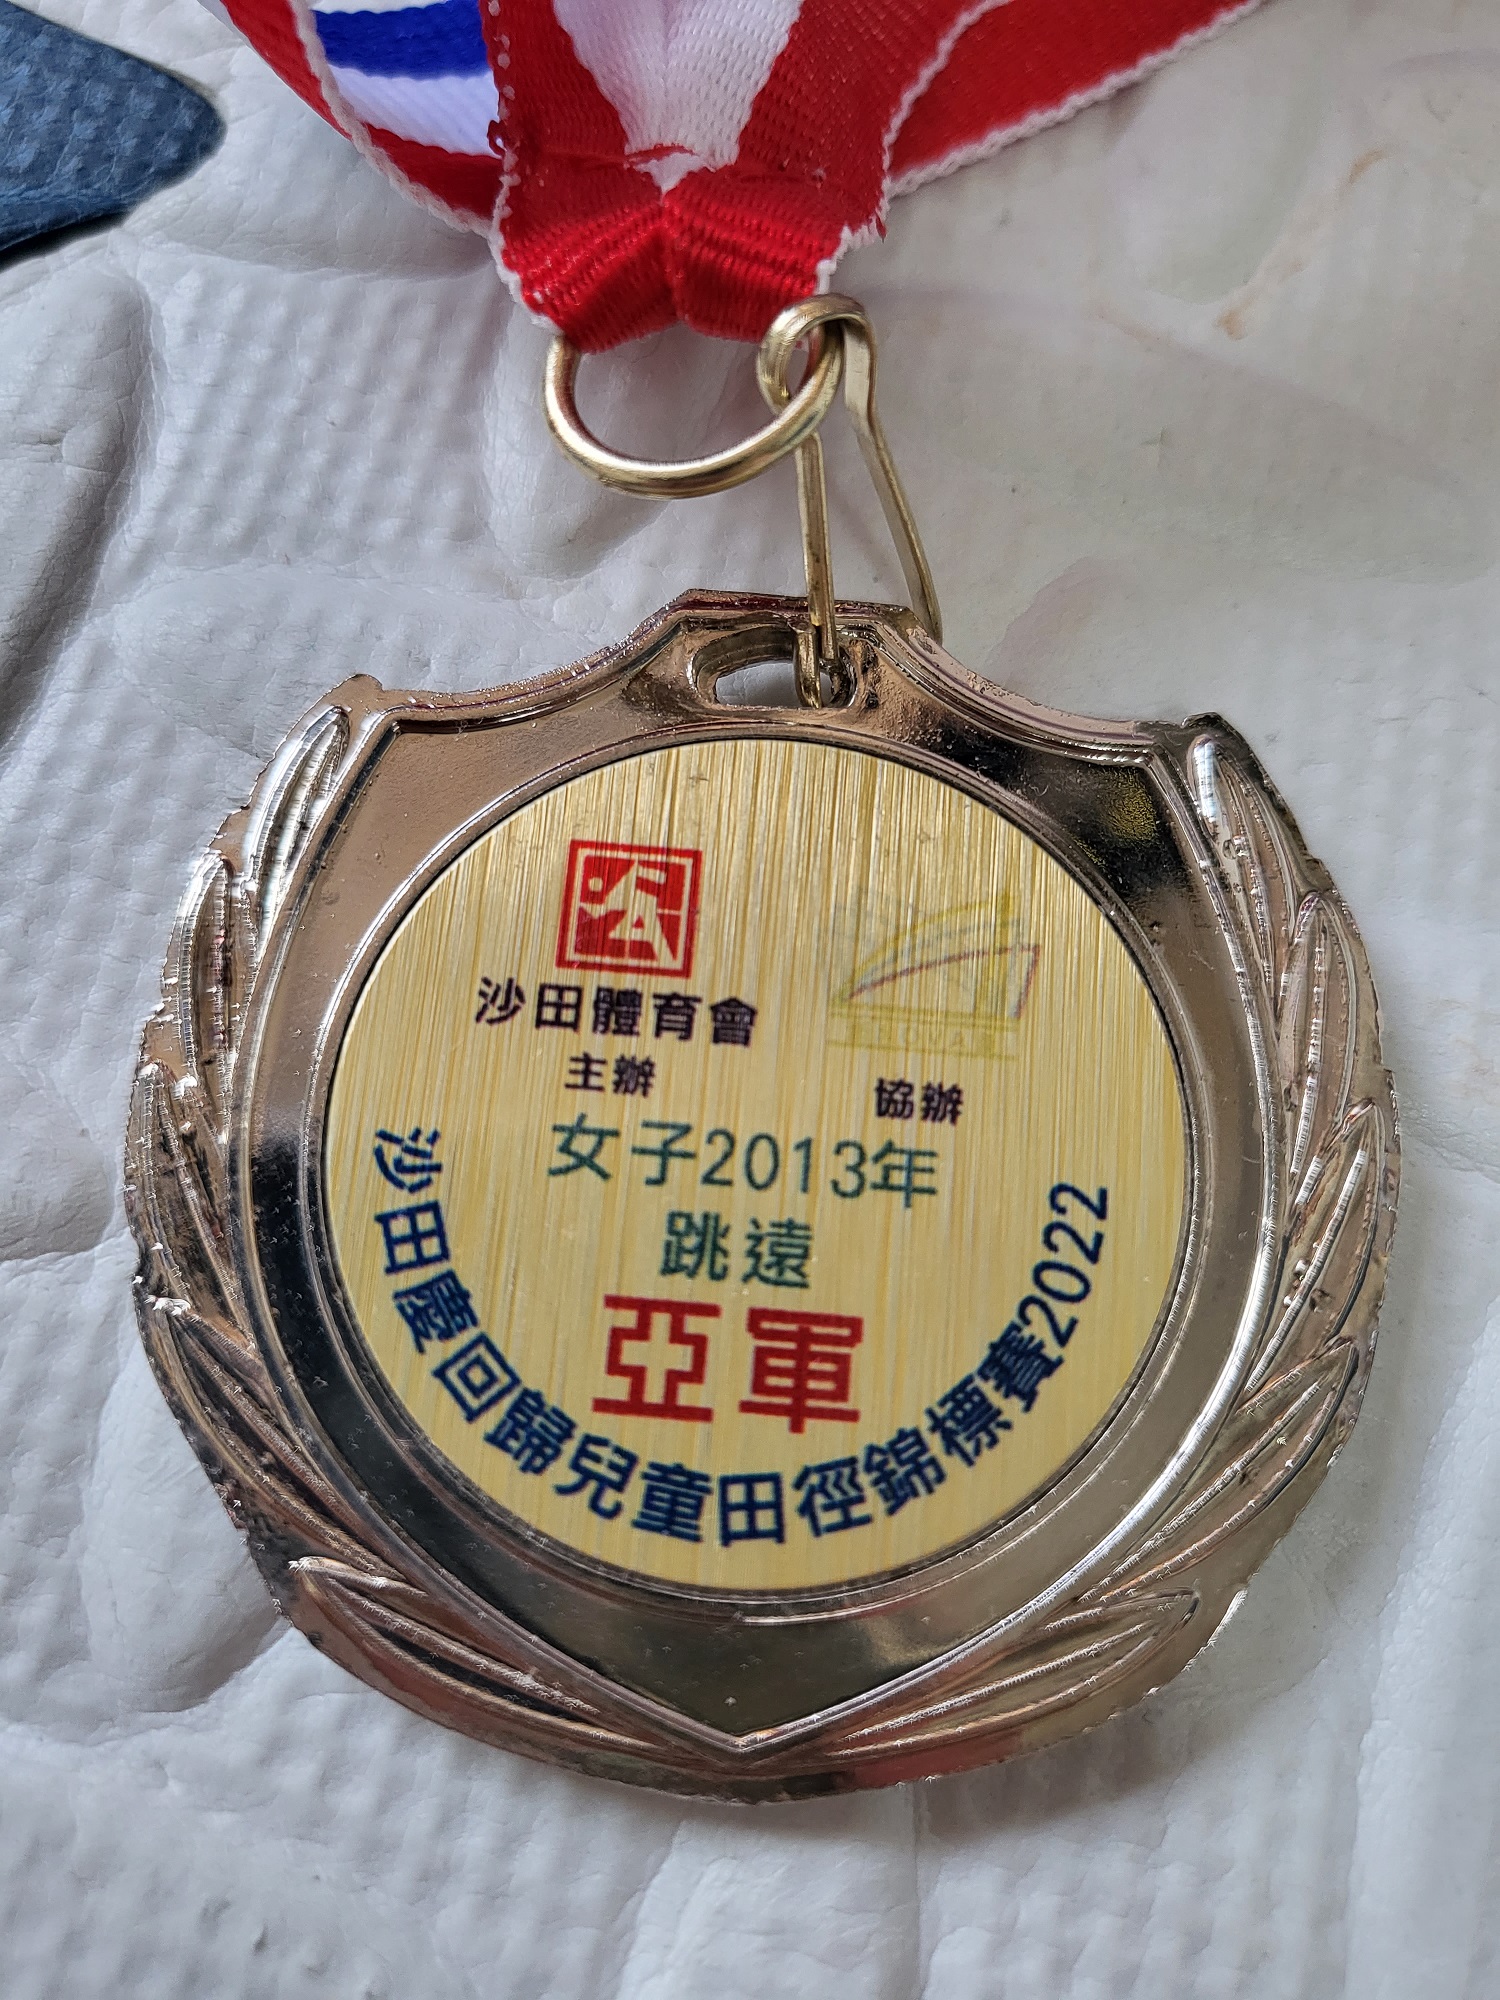 沙田體育會
主辦
協辦
女子2013年
跳遠
亞軍
沙田慶回歸兒童田徑錦標賽2022